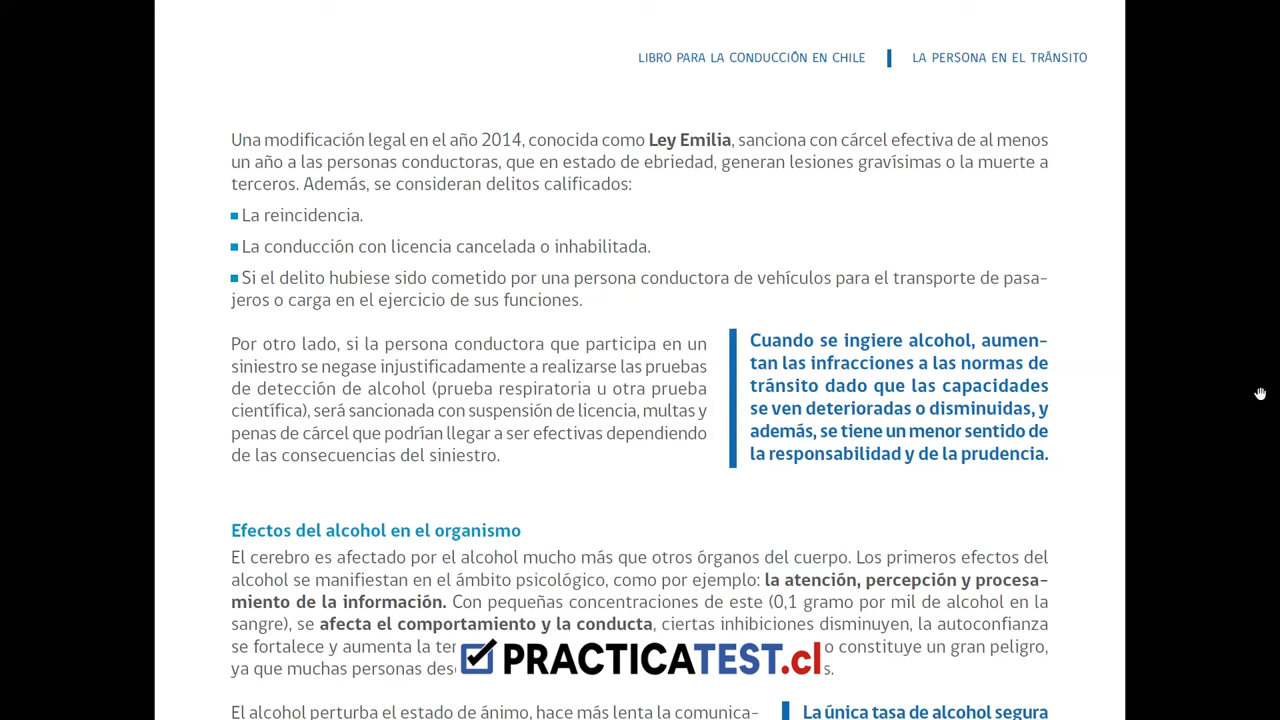 LIBRO PARA LA CONDUCCIÓN EN CHILE LA PERSONA EN EL TRÁNSITO
Una modificación legal en el año 2014, conocida como Ley Emilia, sanciona con cárcel efectiva de al menos
un año a las personas conductoras, que en estado de ebriedad, generan lesiones gravísimas o la muerte a
terceros. Además, se consideran delitos calificados:
La reincidencia.
La conducción con licencia cancelada o inhabilitada.
Si el delito hubiese sido cometido por una persona conductora de vehículos para el transporte de pasa-
jeros o carga en el ejercicio de sus funciones.
Por otro lado, si la persona conductora que participa en un
siniestro se negase injustificadamente a realizarse las pruebas
de detección de alcohol (prueba respiratoria u otra prueba
científica), será sancionada con suspensión de licencia, multas y
penas de cárcel que podrían llegar a ser efectivas dependiendo
de las consecuencias del siniestro.
Cuando se ingiere alcohol, aumen-
tan las infracciones a las normas de
tránsito dado que las capacidades
se ven deterioradas o disminuidas, y
además, se tiene un menor sentido de
la responsabilidad y de la prudencia.
Efectos del alcohol en el organismo
El cerebro es afectado por el alcohol mucho más que otros órganos del cuerpo. Los primeros efectos del
alcohol se manifiestan en el ámbito psicológico, como por ejemplo: la atención, percepción y procesa-
miento de la información. Con pequeñas concentraciones de este (0,1 gramo por mil de alcohol en la
sangre), se afecta el comportamiento y la conducta, ciertas inhibiciones disminuyen, la autoconfianza
se fortalece y aumenta la o constituye un gran peligro,
ya que muchas personas
PRACTICATEST.cl
El alcohol perturba el estado de ánimo, hace más lenta la comunica-
La única tasa de alcohol segura